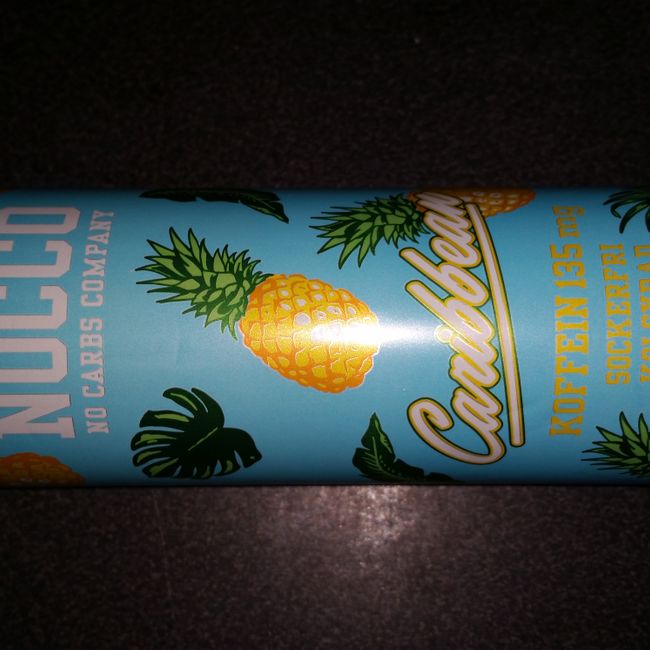 NOCCO
NO CARBS COMPANY
Caribbean
KOFFEIN 135 mg
SOCKERFRI